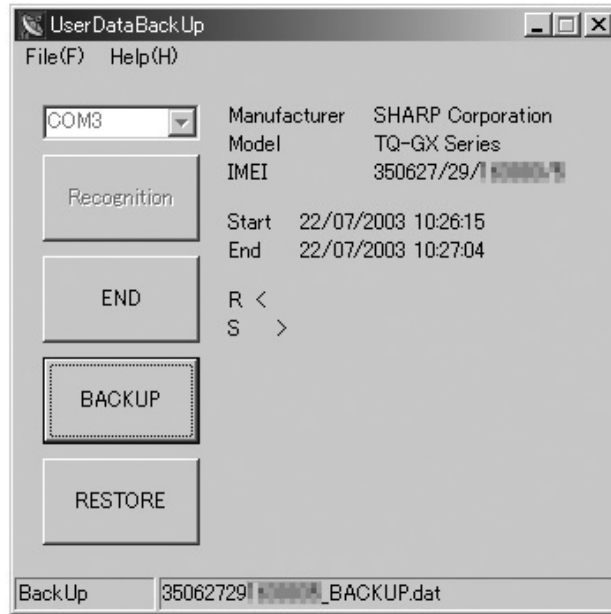 UserDataBackUp
File(F) Help(H)
COM3
Recognition
END
BACKUP
RESTORE
Manufacturer SHARP Corporation
Model TQ-GX Series
IMEI 350627/29/
Start 22/07/2003 10:26:15
End 22/07/2003 10:27:04
R <
S >
BackUp 35062729 _BACKUP.dat